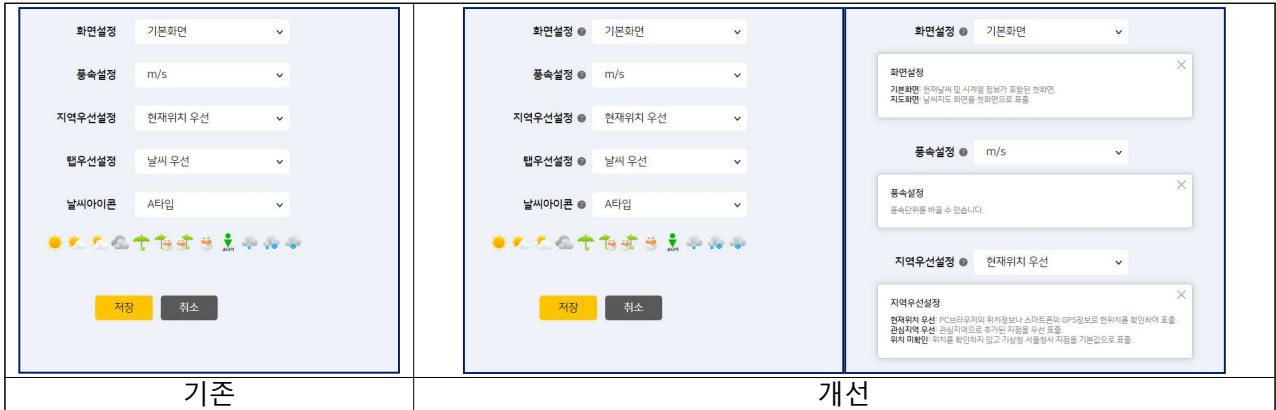 화면설정 기본화면
풍속설정 m/s
지역우선설정 현재위치 우선
탭우선설정 날씨 우선
날씨아이콘 A타입
소나기
저장 취소
기존
화면설정 ? 기본화면
풍속설정 ? m/s
지역우선설정 ? 현재위치 우선
탭우선설정 ? 날씨 우선
날씨아이콘 ? A타입
소나기
저장 취소
화면설정 ? 기본화면
화면설정
기본화면: 현재날씨 및 시계열 정보가 포함된 첫화면.
지도화면: 날씨지도 화면을 첫화면으로 표출.
풍속설정 ? m/s
풍속설정
풍속단위를 바꿀 수 있습니다.
지역우선설정 ? 현재위치 우선
지역우선설정
현재위치 우선: PC브라우저의 위치정보나 스마트폰의 GPS정보로 현위치를 확인하여 표출.
관심지역 우선: 관심지역으로 추가된 지점을 우선 표출.
위치 미확인: 위치를 확인하지 않고 기상청 서울청사 지점을 기본값으로 표출.
개선